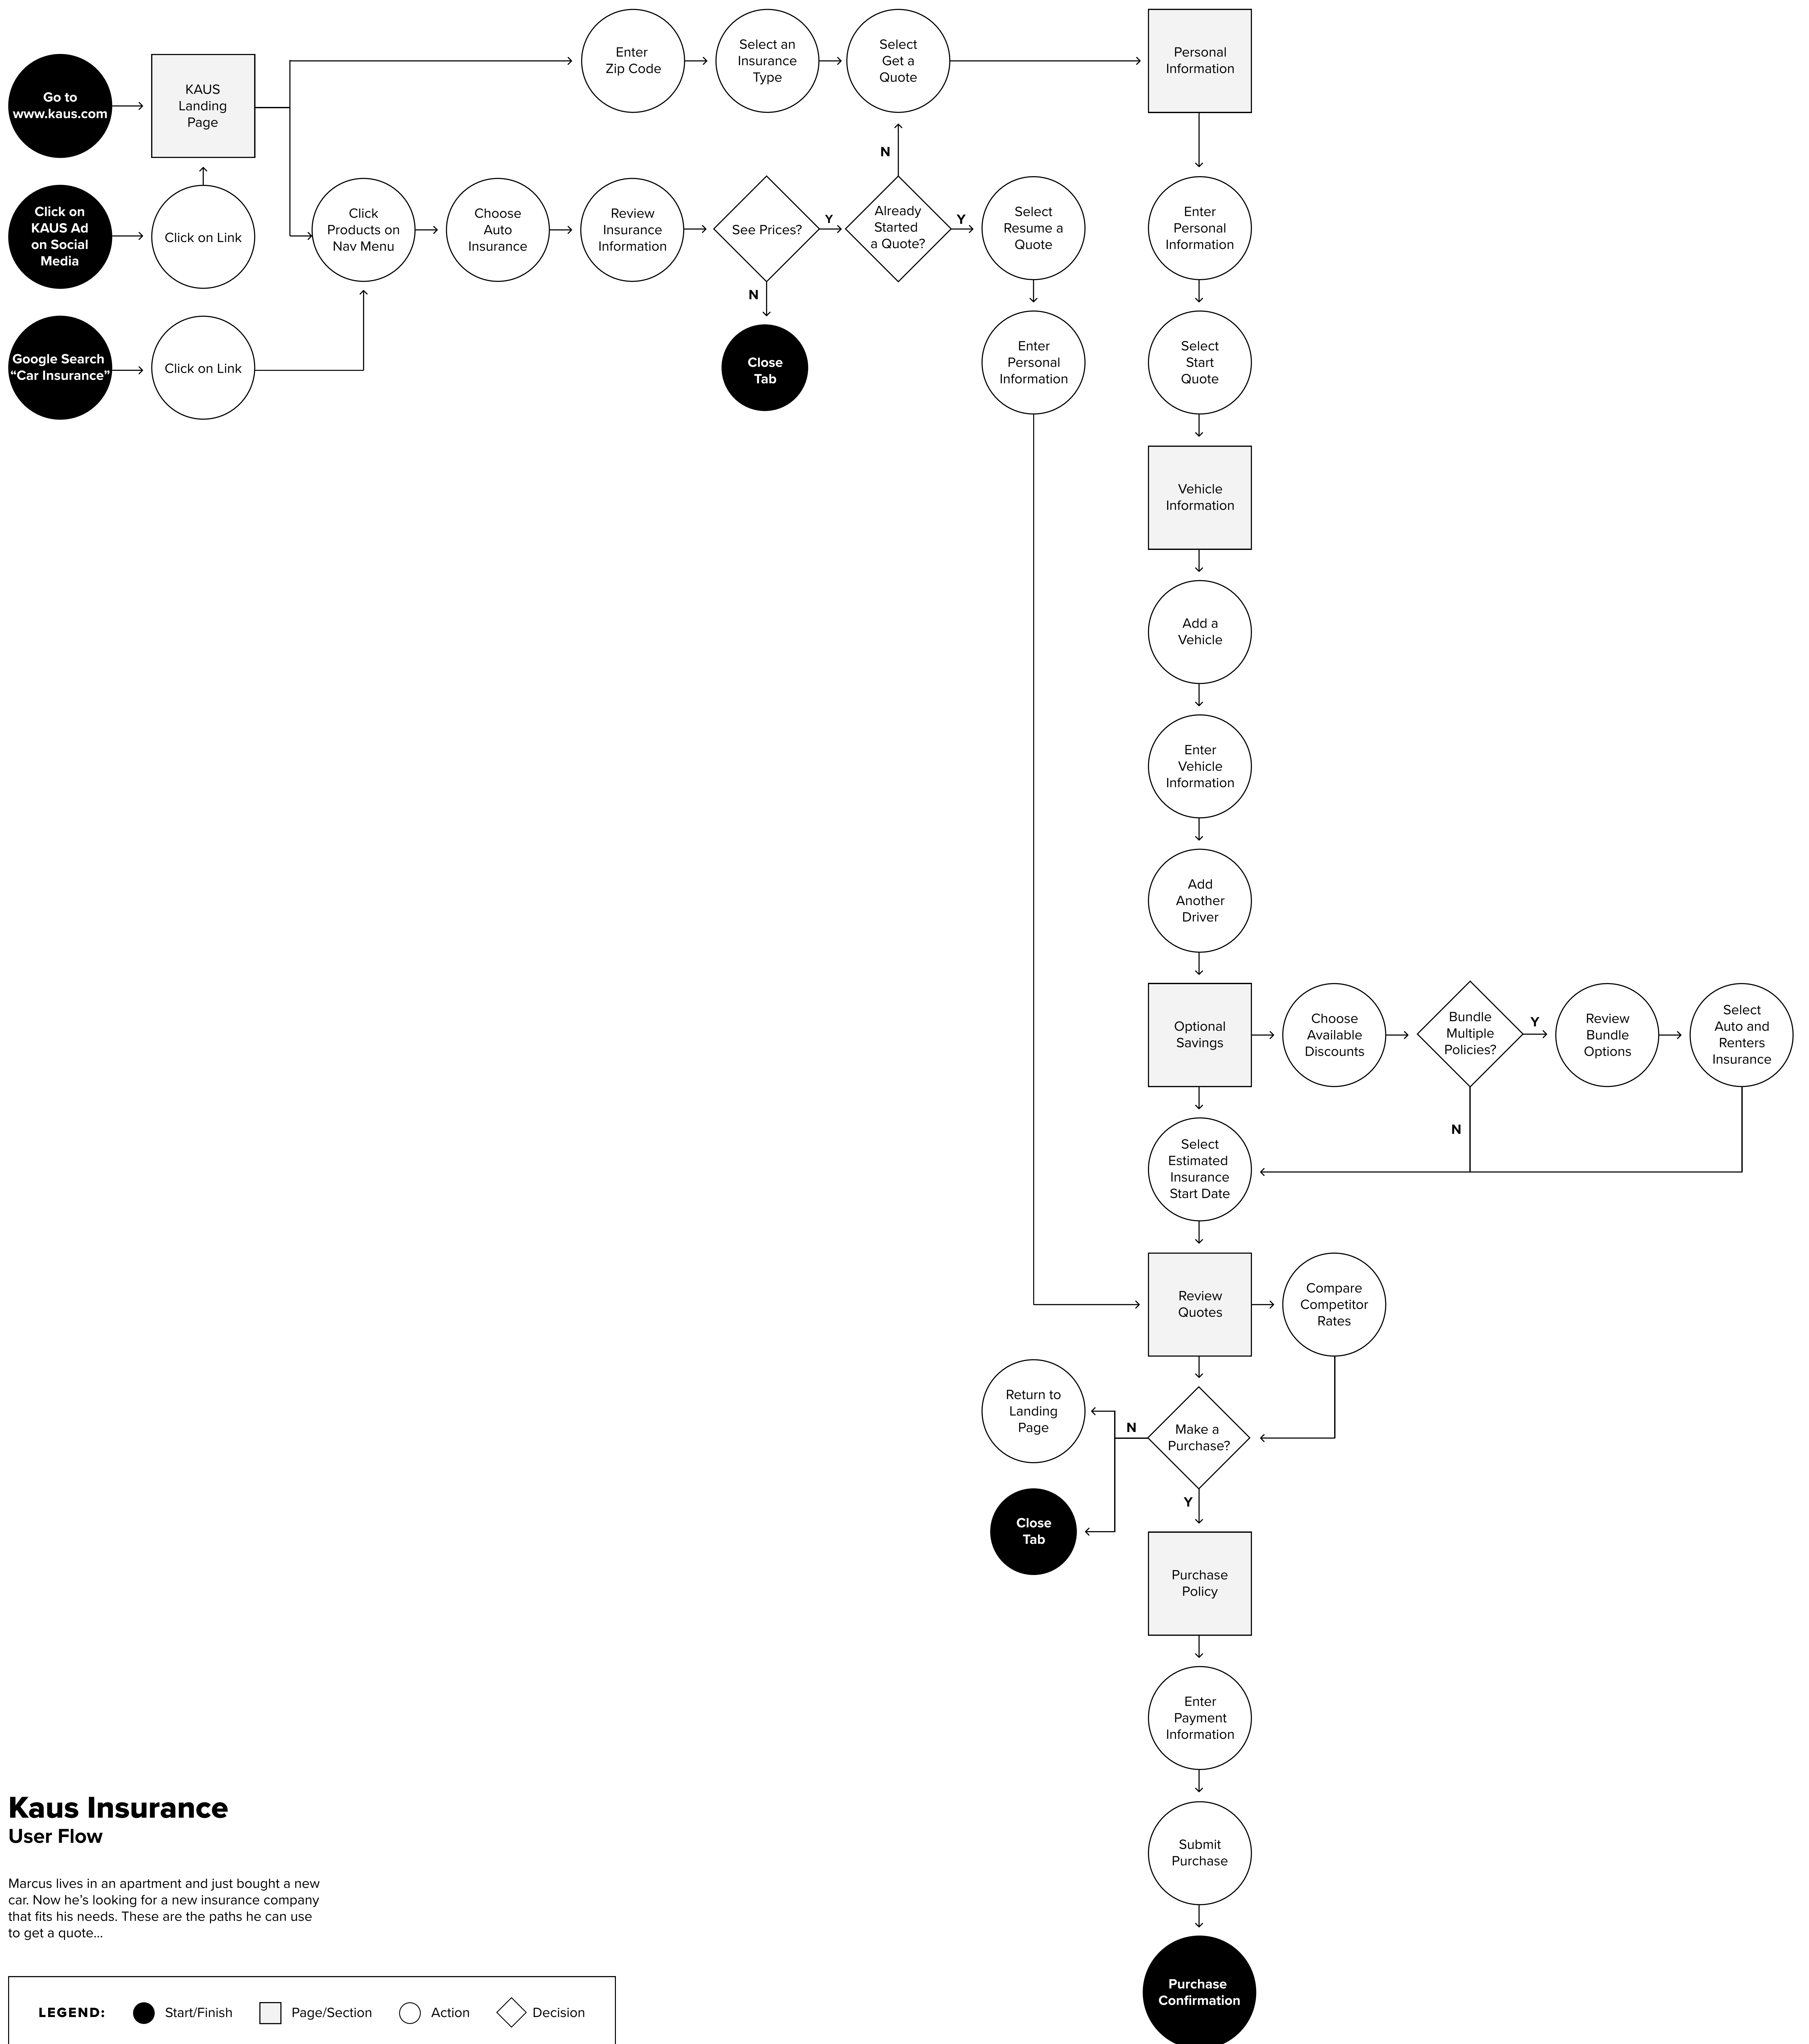 Enter
Zip Code
Select an
Insurance
Type
Select
Get a
Quote
Personal
Information
Go to
www.kaus.com
KAUS
Landing
Page
N
Click on
KAUS Ad
on Social
Media
Click on Link
Click
Products on
Nav Menu
Choose
Auto
Insurance
Review
Insurance
Information
See Prices?
Y
Already
Started
a Quote?
Y
Select
Resume a
Quote
Enter
Personal
Information
N
Google Search
“Car Insurance”
Click on Link
Close
Tab
Enter
Personal
Information
Select
Start
Quote
Vehicle
Information
Add a
Vehicle
Enter
Vehicle
Information
Add
Another
Driver
Optional
Savings
Choose
Available
Discounts
Bundle
Multiple
Policies?
Y
Review
Bundle
Options
Select
Auto and
Renters
Insurance
N
Select
Estimated
Insurance
Start Date
Review
Quotes
Compare
Competitor
Rates
Return to
Landing
Page
N
Make a
Purchase?
Y
Close
Tab
Purchase
Policy
Enter
Payment
Information
Submit
Purchase
Purchase
Confirmation
Kaus Insurance
User Flow
Marcus lives in an apartment and just bought a new
car. Now he’s looking for a new insurance company
that fits his needs. These are the paths he can use
to get a quote...
LEGEND: Start/Finish Page/Section Action Decision